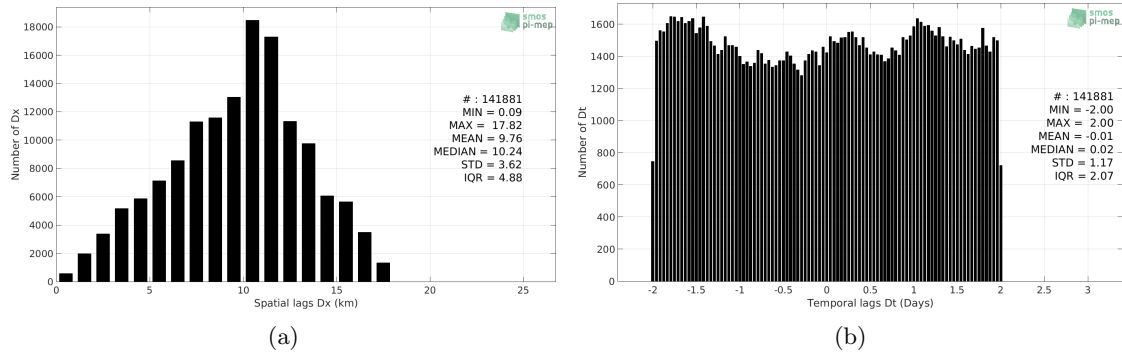 smos
pi-mep
18000
16000
14000
12000
10000
8000
6000
4000
2000
0
Number of Dx
# : 141881
MIN = 0.09
MAX = 17.82
MEAN = 9.76
MEDIAN = 10.24
STD = 3.62
IQR = 4.88
0 5 10 15 20 25
Spatial lags Dx (km)
(a)
smos
pi-mep
1600
1400
1200
1000
800
600
400
200
0
Number of Dt
# : 141881
MIN = -2.00
MAX = 2.00
MEAN = -0.01
MEDIAN = 0.02
STD = 1.17
IQR = 2.07
-2 -1.5 -1 -0.5 0 0.5 1 1.5 2 2.5 3
Temporal lags Dt (Days)
(b)